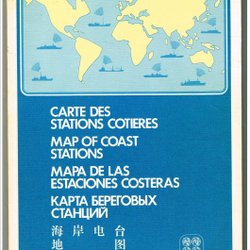 CARTE DES
STATIONS COTIERES
MAP OF COAST
STATIONS
MAPA DE LAS
ESTACIONES COSTERAS
КАРТА БЕРЕГОВЫХ
СТАНЦИЙ
海岸电台
地图